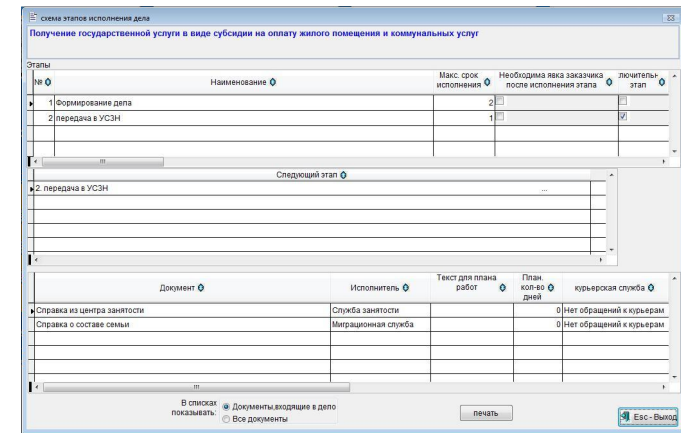 схема этапов исполнения дела
Получение государственной услуги в виде субсидии на оплату жилого помещения и коммунальных услуг
Этапы
№ Наименование Макс. срок исполнения Необходима явка заказчика после исполнения этапа лючительн этап
1 Формирование дела 2
2 передача в УСЗН 1
Следующий этап
2. передача в УСЗН ...
Документ Исполнитель Текст для плана работ План. кол-во дней курьерская служба
Справка из центра занятости Служба занятости 0 Нет обращений к курьерам
Справка о составе семьи Миграционная служба 0 Нет обращений к курьерам
В списках показывать:
Документы,входящие в дело
Все документы
печать
Esc - Выход